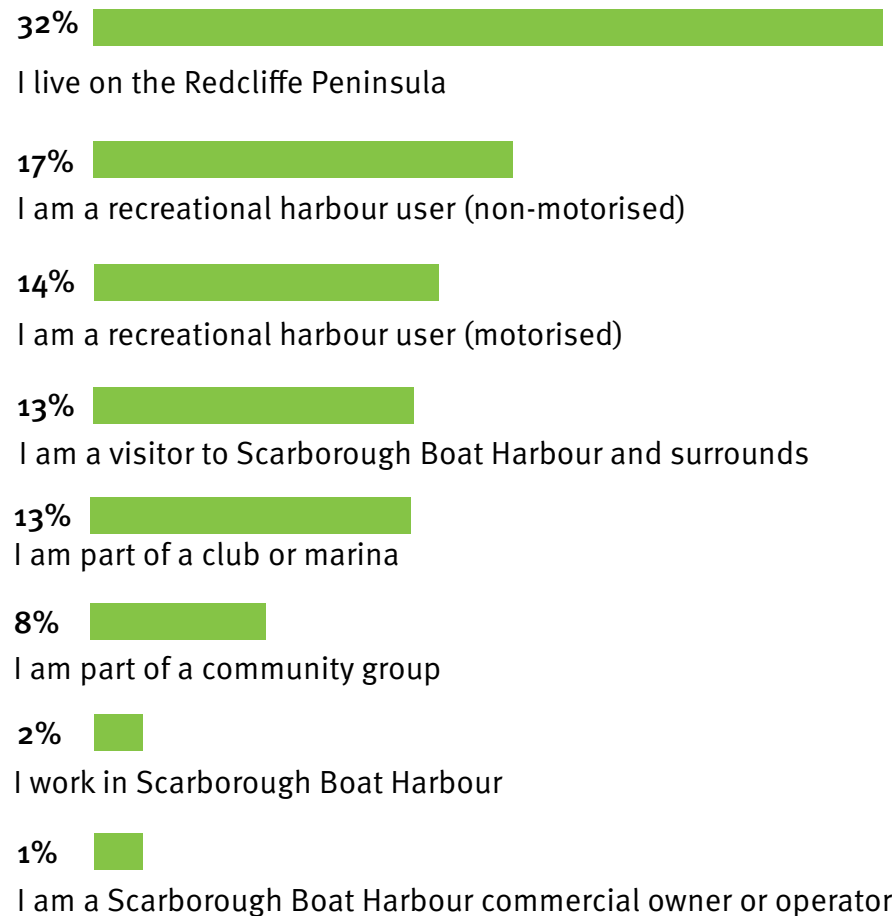 32%
I live on the Redcliffe Peninsula
17%
I am a recreational harbour user (non-motorised)
14%
I am a recreational harbour user (motorised)
13%
I am a visitor to Scarborough Boat Harbour and surrounds
13%
I am part of a club or marina
8%
I am part of a community group
2%
I work in Scarborough Boat Harbour
1%
I am a Scarborough Boat Harbour commercial owner or operator